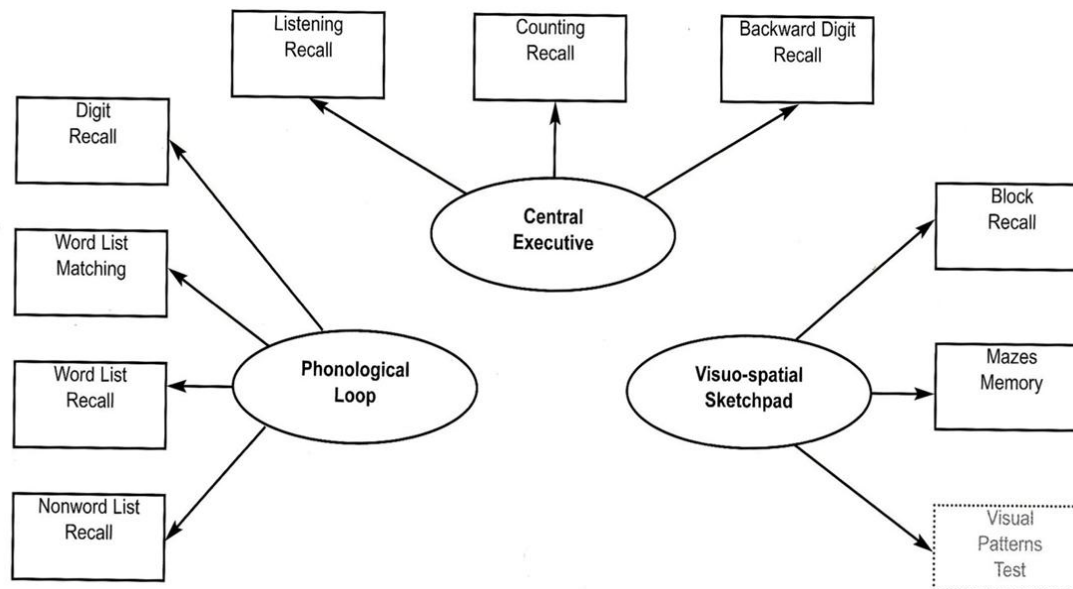 Listening
Recall
Counting
Recall
Backward Digit
Recall
Digit
Recall
Central
Executive
Block
Recall
Word List
Matching
Phonological
Loop
Visuo-spatial
Sketchpad
Mazes
Memory
Word List
Recall
Nonword List
Recall
Visual
Patterns
Test